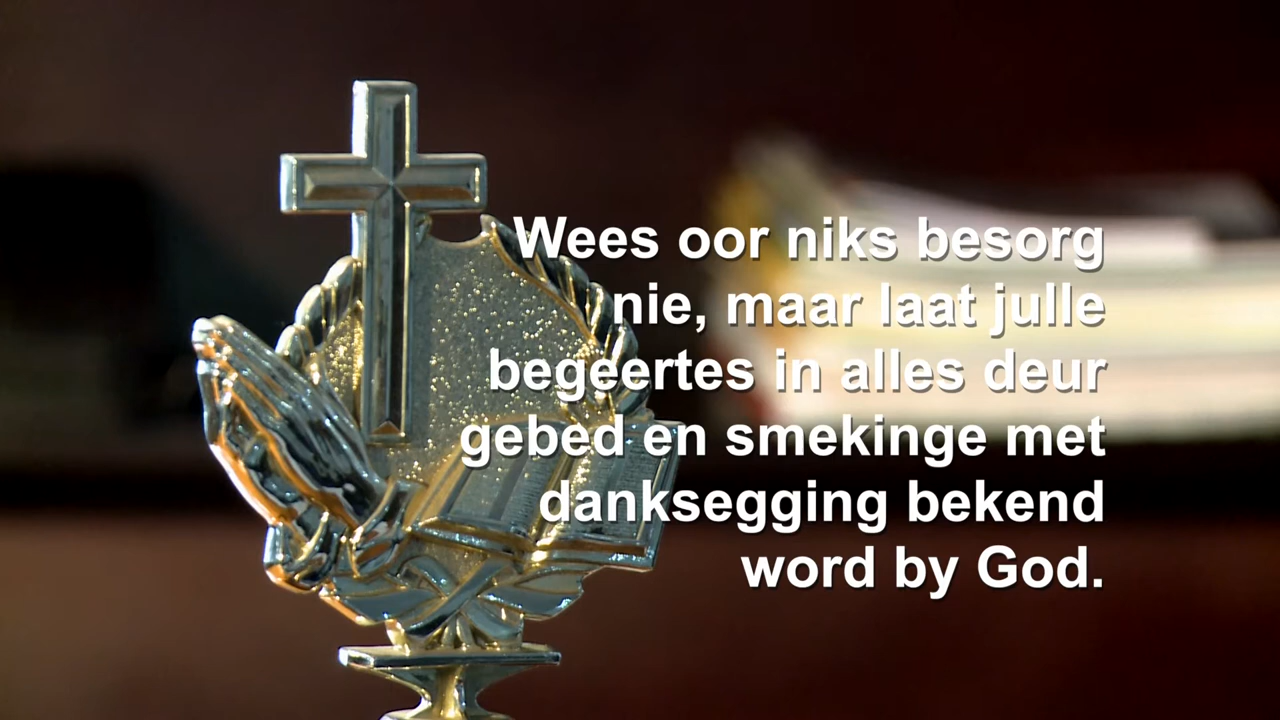 Wees oor niks besorg
nie, maar laat julle
begeertes in alles deur
gebed en smekinge met
danksegging bekend
word by God.